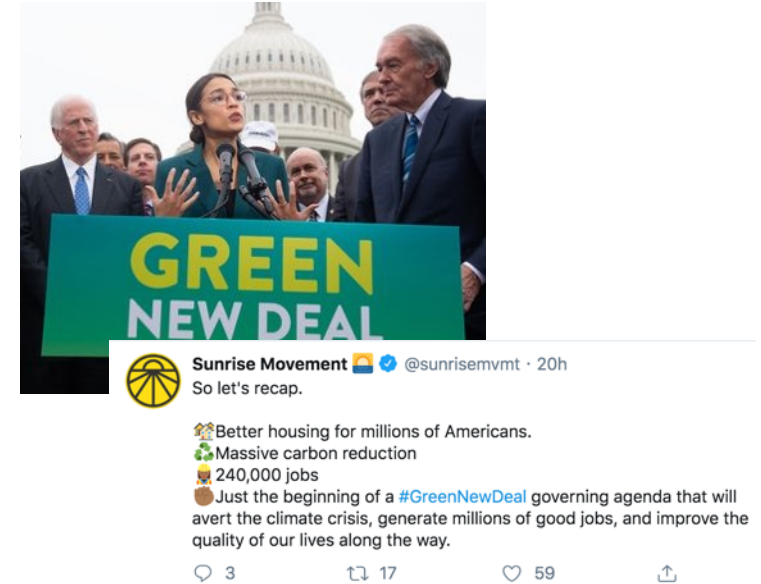 GREEN
NEW DEAL
Sunrise Movement 🌅 @sunrisemvmt · 20h
So let's recap.
🏘️Better housing for millions of Americans.
♻️Massive carbon reduction
👷🏾240,000 jobs
✊🏾Just the beginning of a #GreenNewDeal governing agenda that will
avert the climate crisis, generate millions of good jobs, and improve the
quality of our lives along the way.
3 17 59